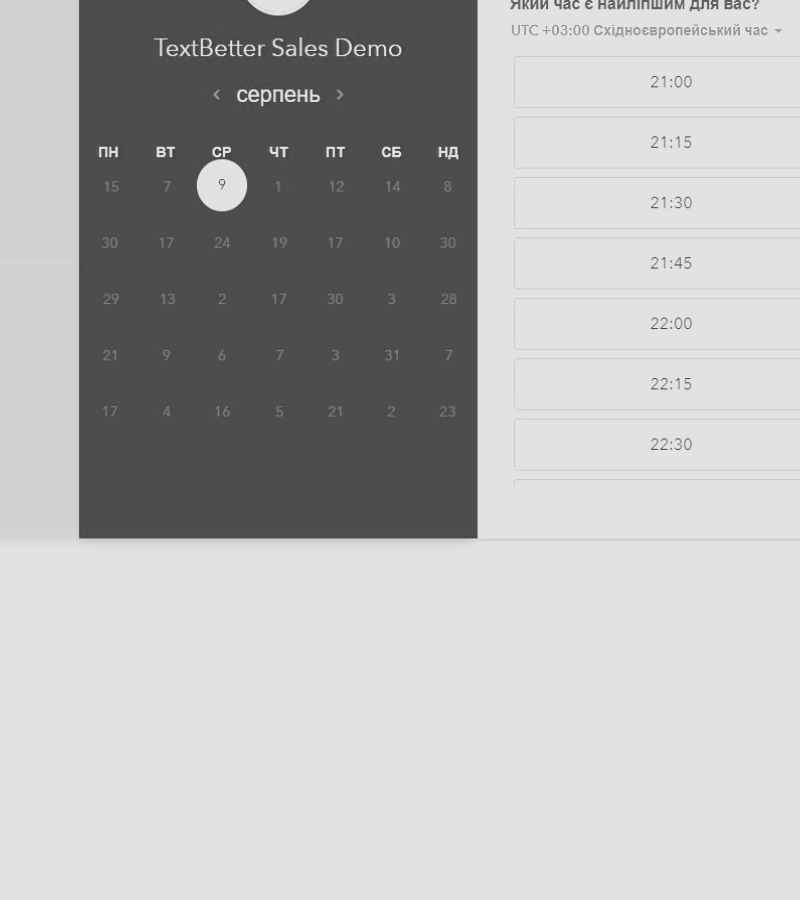 TextBetter Sales Demo
серпень
ПН ВТ СР ЧТ ПТ СБ НД
15 7 9 1 12 14 8
30 17 24 19 17 10 30
29 13 2 17 30 3 28
21 9 6 7 3 31 7
17 4 16 5 21 2 23
Який час є найліпшим для вас?
UTC +03:00 Східноєвропейський час
21:00
21:15
21:30
21:45
22:00
22:15
22:30